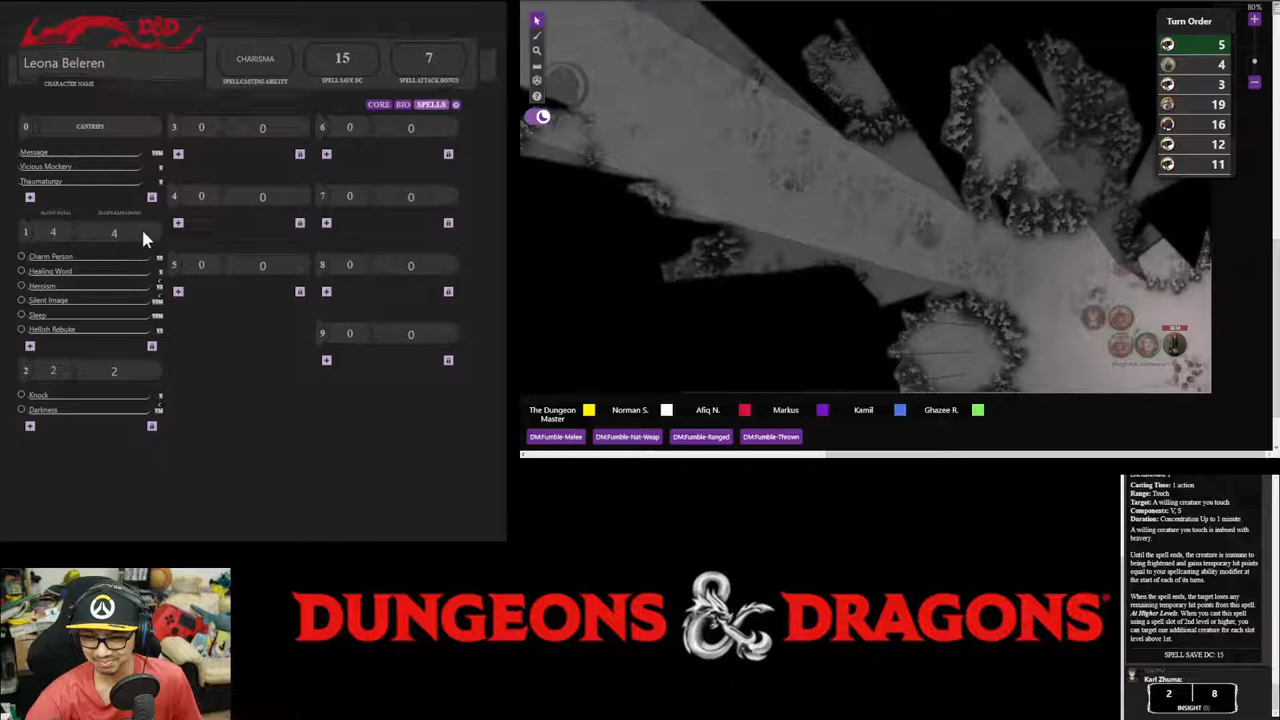 D&D
Leona Beleren
CHARACTER NAME
CHARISMA
SPELLCASTING ABILITY
15
SPELL SAVE DC
7
SPELL ATTACK BONUS
CORE BIO SPELLS
0 CANTRIPS
Message
Vicious Mockery
Thaumaturgy
SLOTS TOTAL
1 4 4
Charm Person
Healing Word
Heroism
Silent Image
Sleep
Hellish Rebuke
2 2 2
Knock
Darkness
3 0 0
4 0 0
5 0 0
6 0 0
7 0 0
8 0 0
9 0 0
80%
Turn Order
5
4
3
19
16
12
11
The Dungeon Master
Norman S.
Afiq N.
Markus
Kamil
Ghazee R.
DM:Fumble-Melee
DM:Fumble-Nat-Weap
DM:Fumble-Ranged
DM:Fumble-Thrown
DUNGEONS & DRAGONS
Casting Time: 1 action
Range: Touch
Target: A willing creature you touch
Components: V, S
Duration: Concentration Up to 1 minute
A willing creature you touch is imbued with
bravery.
Until the spell ends, the creature is immune to
being frightened and gains temporary hit points
equal to your spellcasting ability modifier at
the start of each of its turns.
When the spell ends, the target loses any
remaining temporary hit points from this spell.
At Higher Levels. When you cast this spell
using a spell slot of 2nd level or higher, you
can target one additional creature for each slot
level above 1st.
SPELL SAVE DC: 15
Karl Zhuma:
2 8
INSIGHT (0)